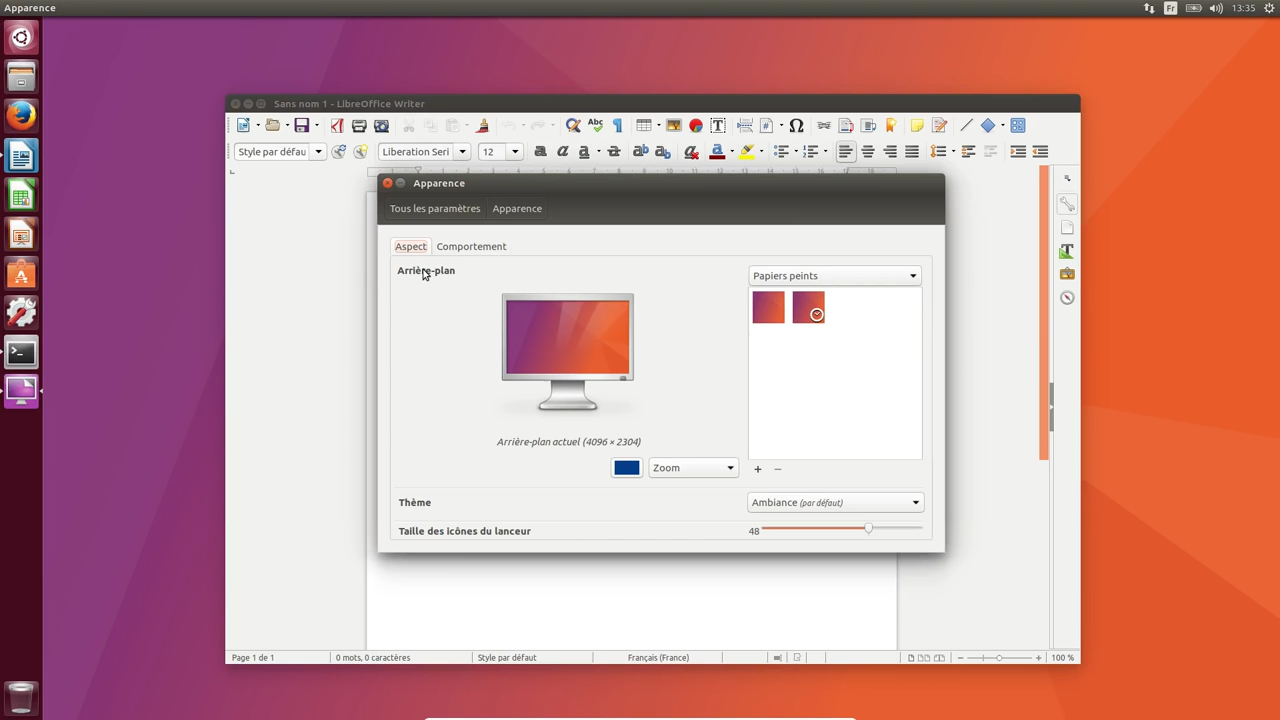 Apparence
Fr
13:35
Sans nom 1 - LibreOffice Writer
Abc
Style par défau
Liberation Seri
12
Apparence
Tous les paramètres
Apparence
Aspect
Comportement
Arrière-plan
Papiers peints
Arrière-plan actuel (4096 × 2304)
Zoom
Thème
Ambiance (par défaut)
Taille des icônes du lanceur
48
Page 1 de 1
0 mots, 0 caractères
Style par défaut
Français (France)
100 %